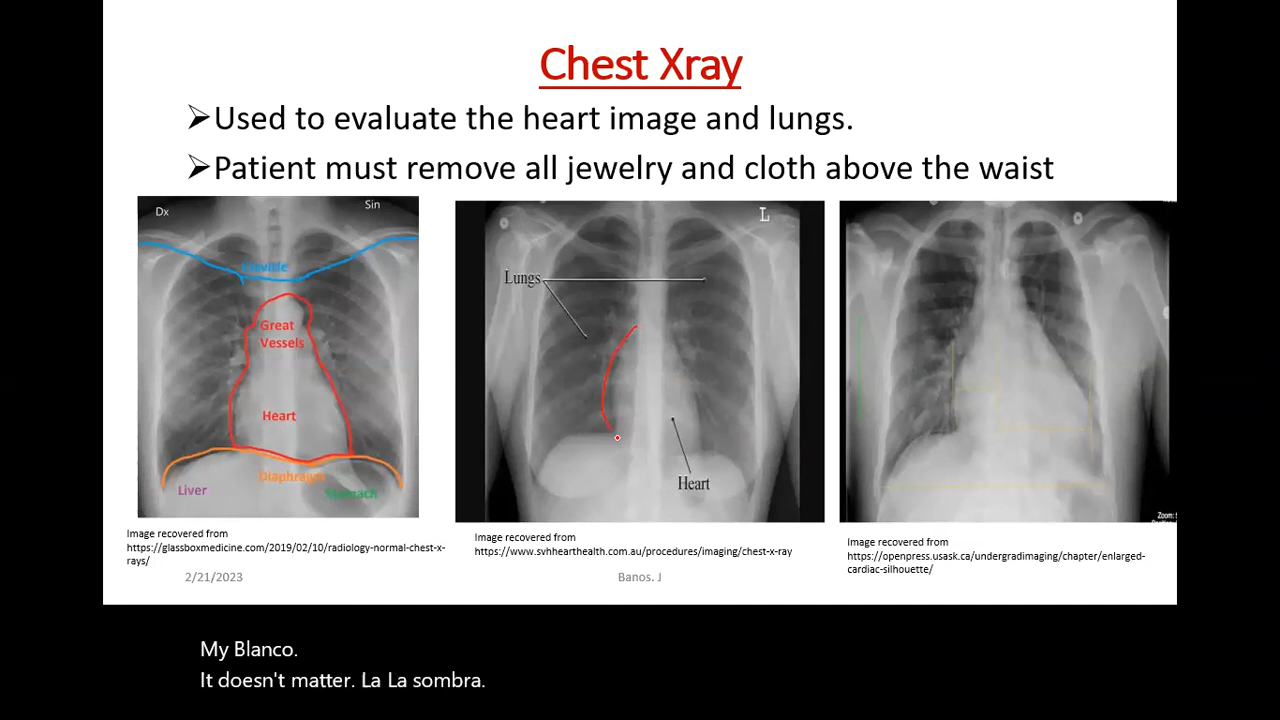 Chest Xray
➢Used to evaluate the heart image and lungs.
➢Patient must remove all jewelry and cloth above the waist
Dx
Sin
Clavicle
Great
Vessels
Heart
Diaphragm
Liver
Stomach
L
Lungs
Heart
Zoom:
Image recovered from
https://glassboxmedicine.com/2019/02/10/radiology-normal-chest-x-
rays/
Image recovered from
https://www.svhhearthealth.com.au/procedures/imaging/chest-x-ray
Image recovered from
https://openpress.usask.ca/undergradimaging/chapter/enlarged-
cardiac-silhouette/
2/21/2023
Banos. J
My Blanco.
It doesn't matter. La La sombra.